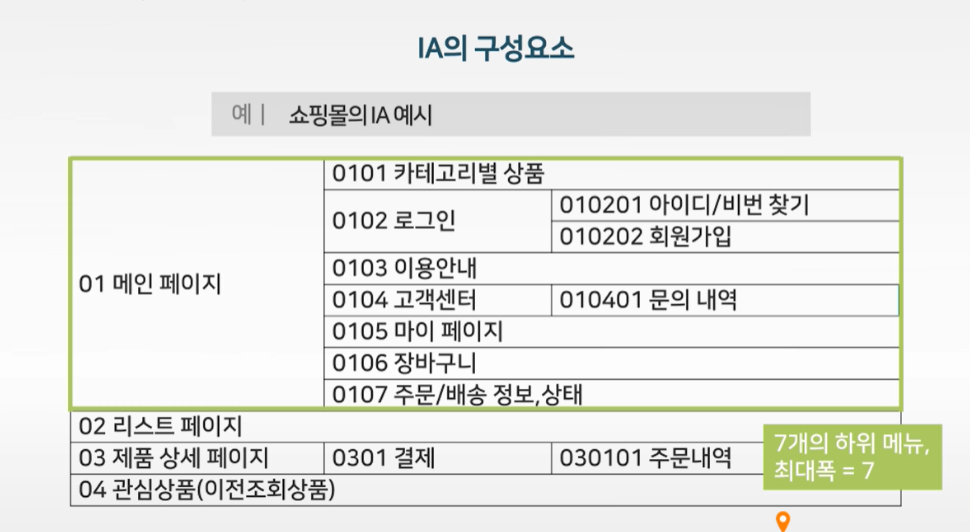 IA의 구성요소
예 | 쇼핑몰의 IA 예시
0101 카테고리별 상품
0102 로그인
010201 아이디/비번 찾기
010202 회원가입
01 메인 페이지
0103 이용안내
0104 고객센터
010401 문의 내역
0105 마이 페이지
0106 장바구니
0107 주문/배송 정보,상태
02 리스트 페이지
03 제품 상세 페이지
0301 결제
030101 주문내역
04 관심상품(이전조회상품)
7개의 하위 메뉴,
최대폭 = 7